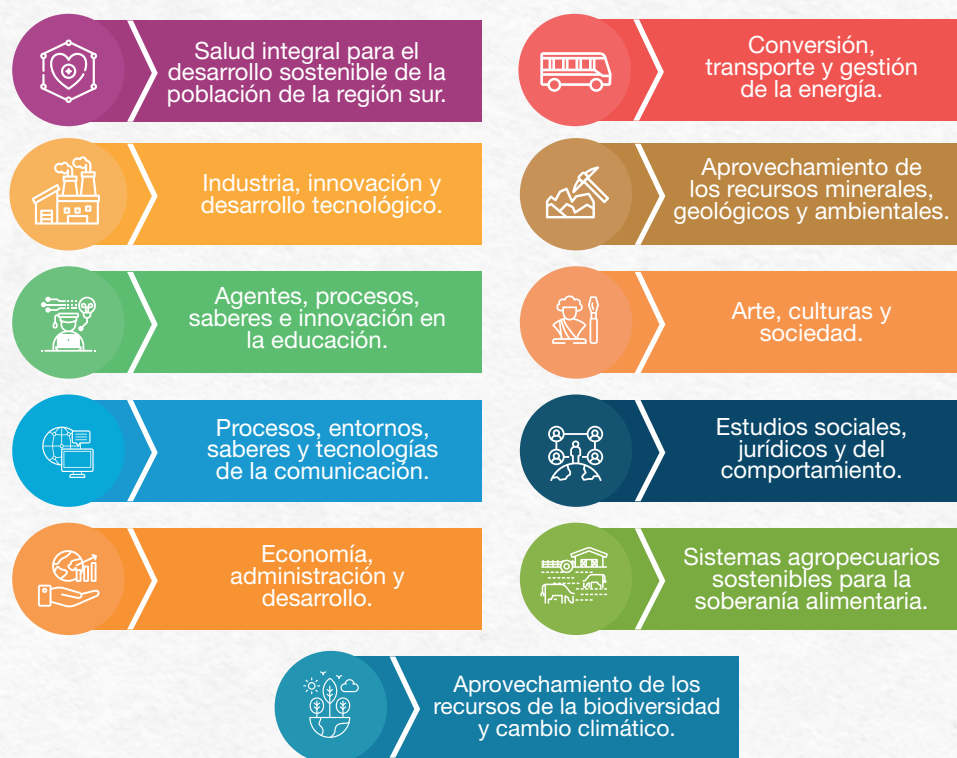 Salud integral para el
desarrollo sostenible de la
población de la región sur.
Conversión,
transporte y gestión
de la energía.
Industria, innovación y
desarrollo tecnológico.
Aprovechamiento de
los recursos minerales,
geológicos y ambientales.
Agentes, procesos,
saberes e innovación en
la educación.
Arte, culturas y
sociedad.
Procesos, entornos,
saberes y tecnologías
de la comunicación.
Estudios sociales,
jurídicos y del
comportamiento.
Economía,
administración y
desarrollo.
Sistemas agropecuarios
sostenibles para la
soberanía alimentaria.
Aprovechamiento de los
recursos de la biodiversidad
y cambio climático.